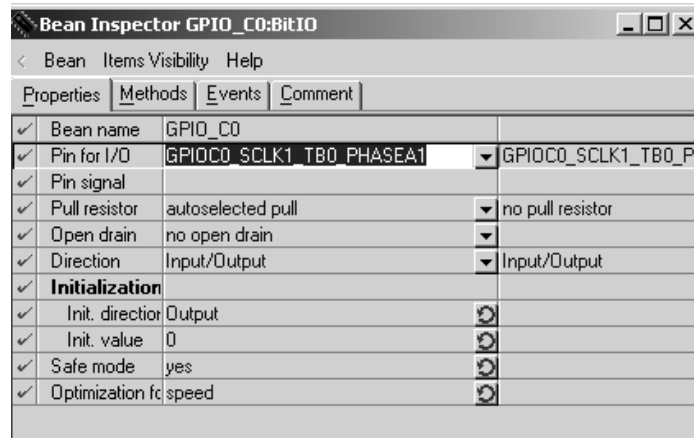 Bean Inspector GPIO_C0:BitIO
< Bean Items Visibility Help
Properties Methods Events Comment
Bean name GPIO_C0
Pin for I/O GPIOC0_SCLK1_TB0_PHASEA1 GPIOC0_SCLK1_TB0_P
Pin signal
Pull resistor autoselected pull no pull resistor
Open drain no open drain
Direction Input/Output Input/Output
Initialization
Init. direction Output
Init. value 0
Safe mode yes
Optimization fo speed